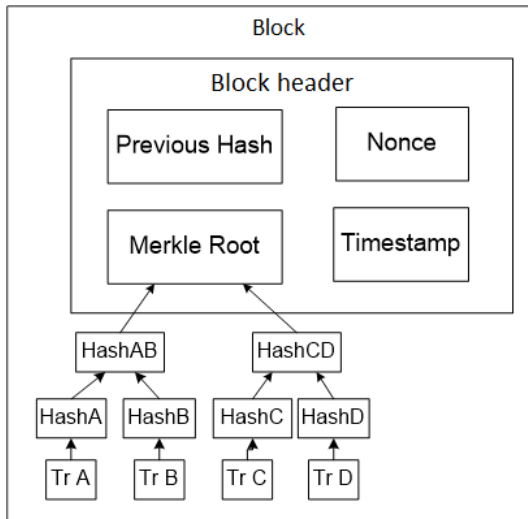 Block
Block header
Previous Hash
Nonce
Merkle Root
Timestamp
HashAB
HashCD
HashA
HashB
HashC
HashD
Tr A
Tr B
Tr C
Tr D